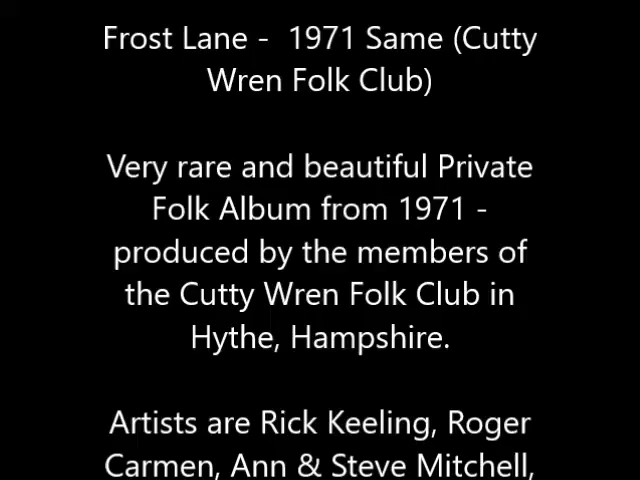 Frost Lane -  1971 Same (Cutty
Wren Folk Club)
Very rare and beautiful Private
Folk Album from 1971 -
produced by the members of
the Cutty Wren Folk Club in
Hythe, Hampshire.
Artists are Rick Keeling, Roger
Carmen, Ann & Steve Mitchell,